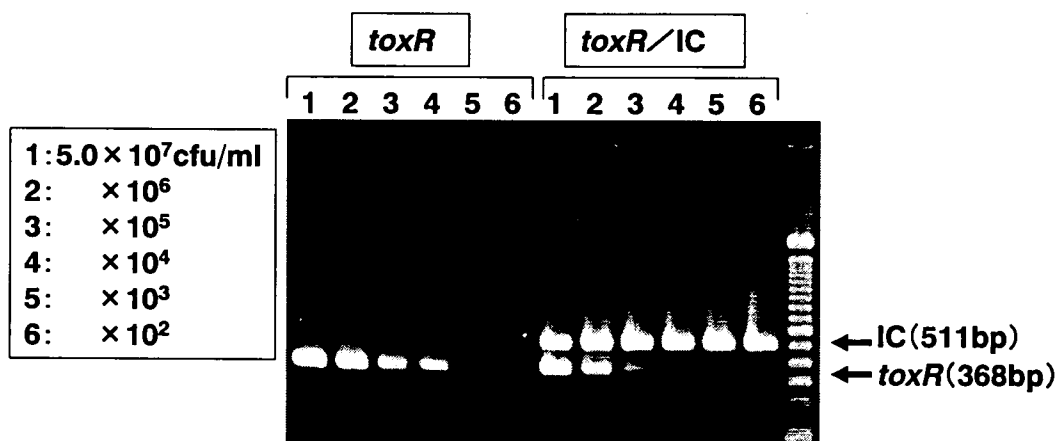 toxR
toxR／IC
1 2 3 4 5 6
1 2 3 4 5 6
1:5.0×10⁷cfu/ml
2: ×10⁶
3: ×10⁵
4: ×10⁴
5: ×10³
6: ×10²
IC(511bp)
toxR(368bp)